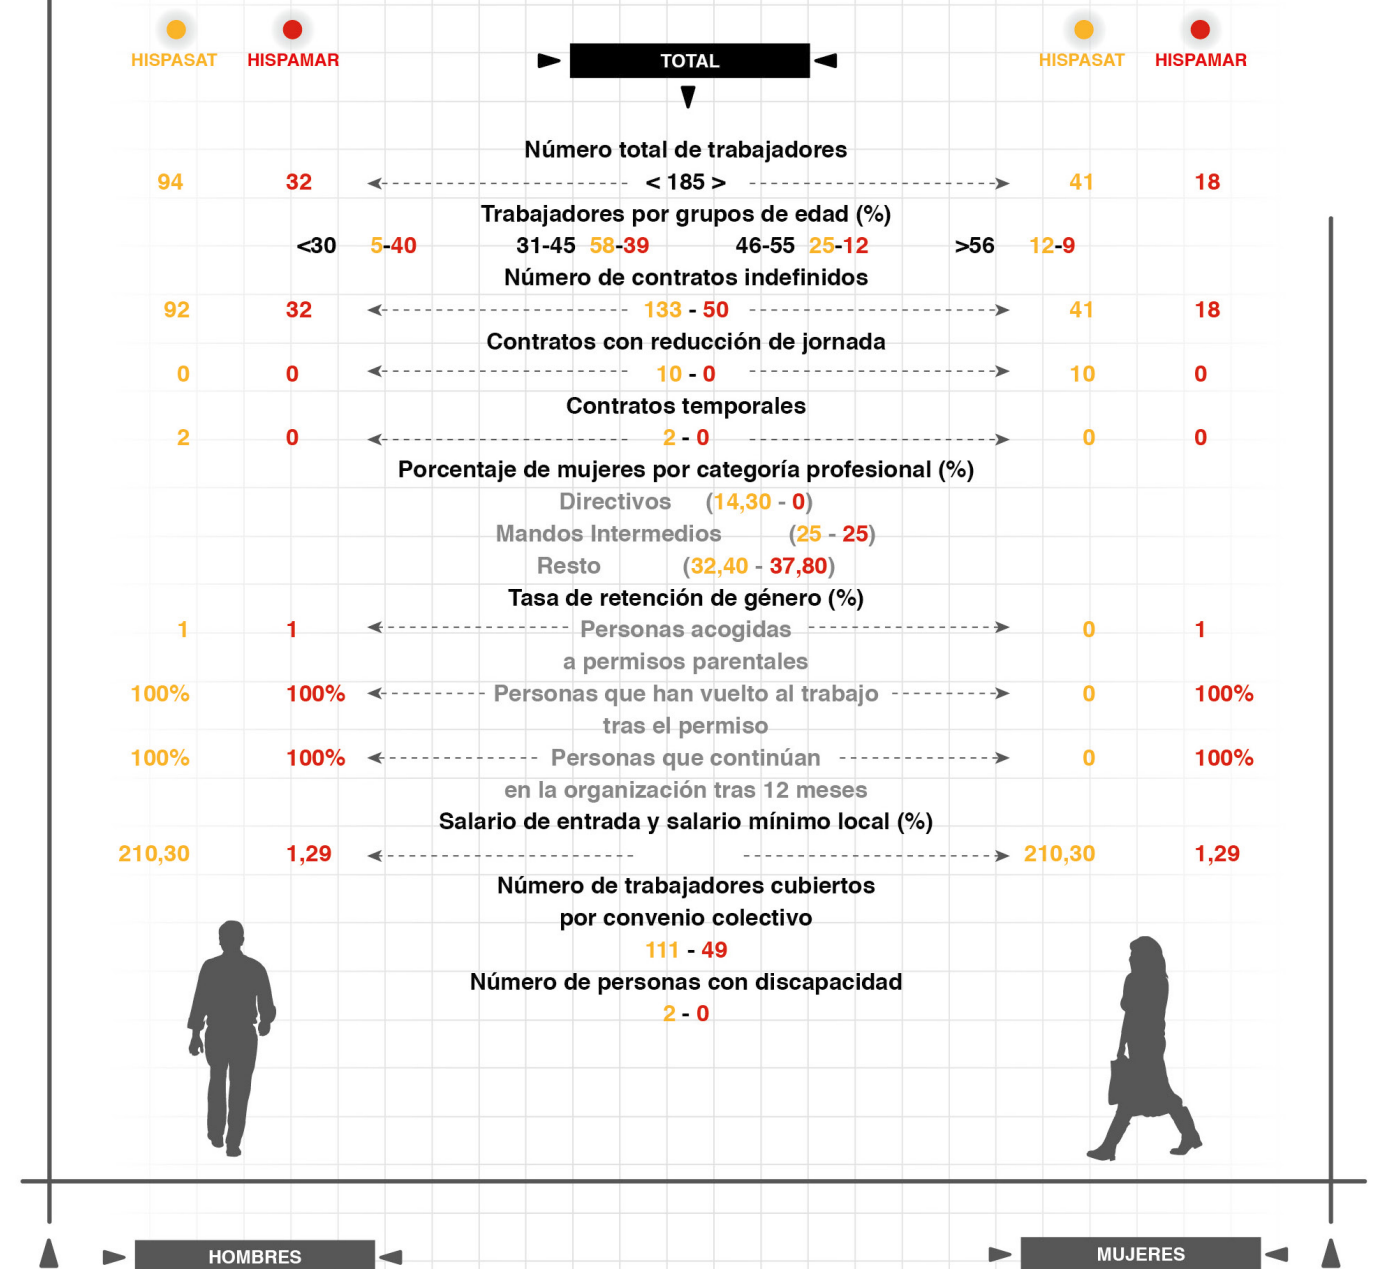 HISPASAT HISPAMAR TOTAL HISPASAT HISPAMAR
Número total de trabajadores
94 32 < 185 > 41 18
Trabajadores por grupos de edad (%)
<30 5-40 31-45 58-39 46-55 25-12 >56 12-9
Número de contratos indefinidos
92 32 133 - 50 41 18
Contratos con reducción de jornada
0 0 10 - 0 10 0
Contratos temporales
2 0 2 - 0 0 0
Porcentaje de mujeres por categoría profesional (%)
Directivos (14,30 - 0)
Mandos Intermedios (25 - 25)
Resto (32,40 - 37,80)
Tasa de retención de género (%)
1 1 Personas acogidas 0 1
a permisos parentales
100% 100% Personas que han vuelto al trabajo 0 100%
tras el permiso
100% 100% Personas que continúan 0 100%
en la organización tras 12 meses
Salario de entrada y salario mínimo local (%)
210,30 1,29 210,30 1,29
Número de trabajadores cubiertos
por convenio colectivo
111 - 49
Número de personas con discapacidad
2 - 0
HOMBRES MUJERES